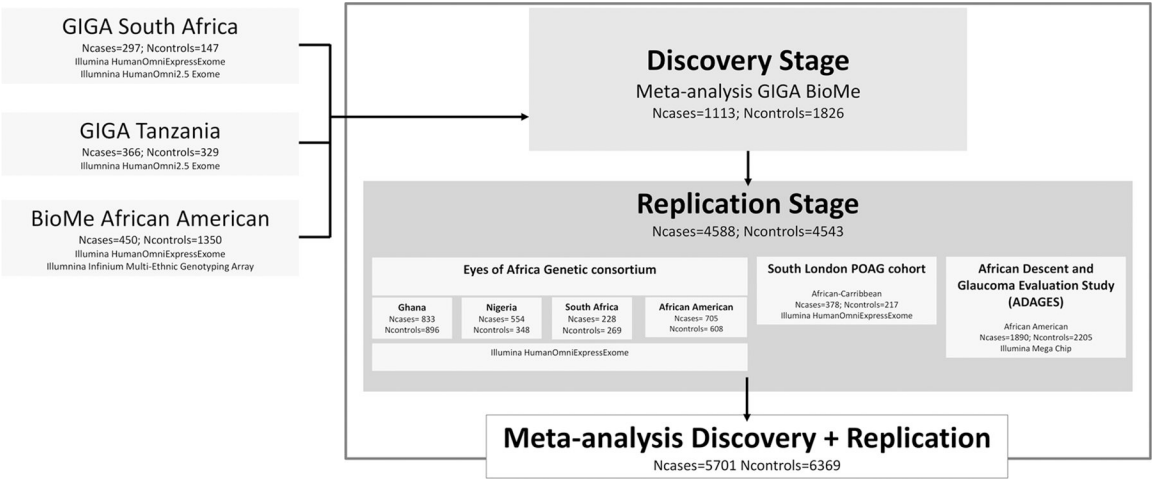 GIGA South Africa
Ncases=297; Ncontrols=147
Illumina HumanOmniExpressExome
Illumnina HumanOmni2.5 Exome
GIGA Tanzania
Ncases=366; Ncontrols=329
Illumnina HumanOmni2.5 Exome
BioMe African American
Ncases=450; Ncontrols=1350
Illumina HumanOmniExpressExome
Illumnina Infinium Multi-Ethnic Genotyping Array
Discovery Stage
Meta-analysis GIGA BioMe
Ncases=1113; Ncontrols=1826
Replication Stage
Ncases=4588; Ncontrols=4543
Eyes of Africa Genetic consortium
Ghana
Ncases= 833
Ncontrols=896
Nigeria
Ncases= 554
Ncontrols= 348
South Africa
Ncases= 228
Ncontrols= 269
African American
Ncases= 705
Ncontrols= 608
Illumina HumanOmniExpressExome
South London POAG cohort
African-Carribbean
Ncases=378; Ncontrols=217
Illumina HumanOmniExpressExome
African Descent and
Glaucoma Evaluation Study
(ADAGES)
African American
Ncases=1890; Ncontrols=2205
Illumina Mega Chip
Meta-analysis Discovery + Replication
Ncases=5701 Ncontrols=6369